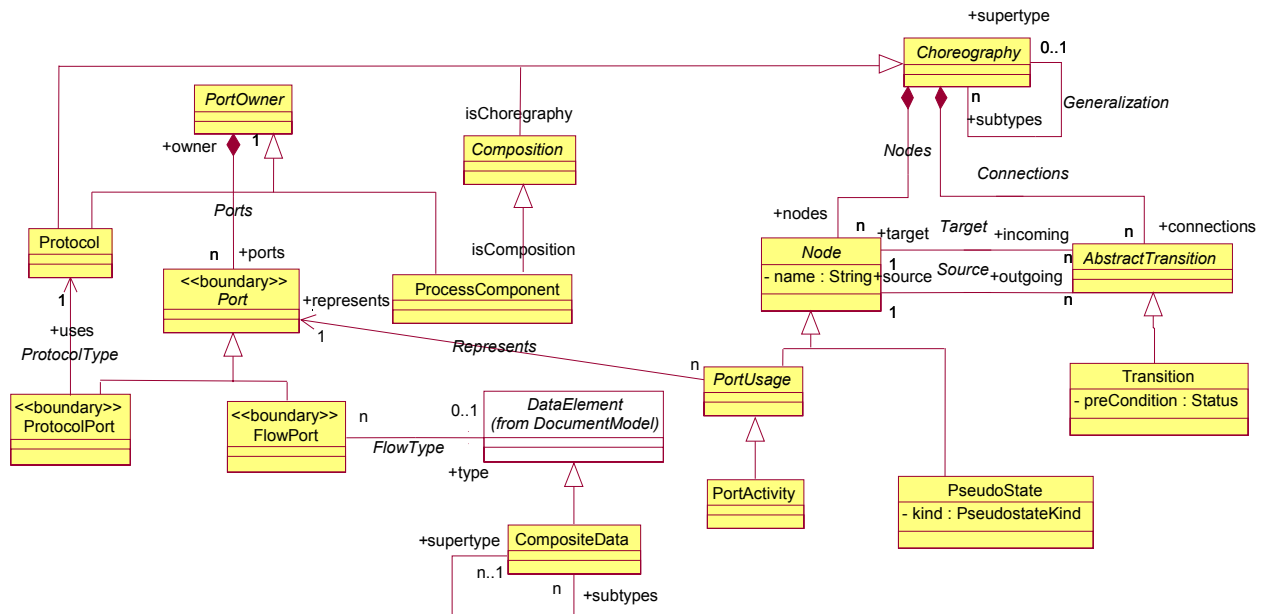 +supertype
Choreography
0..1
PortOwner
n
Generalization
isChoregraphy
+subtypes
1
+owner
Composition
Nodes
Connections
Ports
+nodes
Protocol
+ports
n
isComposition
n
+target
Target
+incoming
n
+connections
Node
1
n
AbstractTransition
<<boundary>>
Port
ProcessComponent
- name : String
+source
Source
+outgoing
1
+represents
1
n
1
+uses
ProtocolType
Represents
n
PortUsage
Transition
- preCondition : Status
<<boundary>>
ProtocolPort
<<boundary>>
FlowPort
n
0..1
DataElement
(from DocumentModel)
FlowType
+type
PortActivity
PseudoState
- kind : PseudostateKind
+supertype
CompositeData
n..1
n
+subtypes